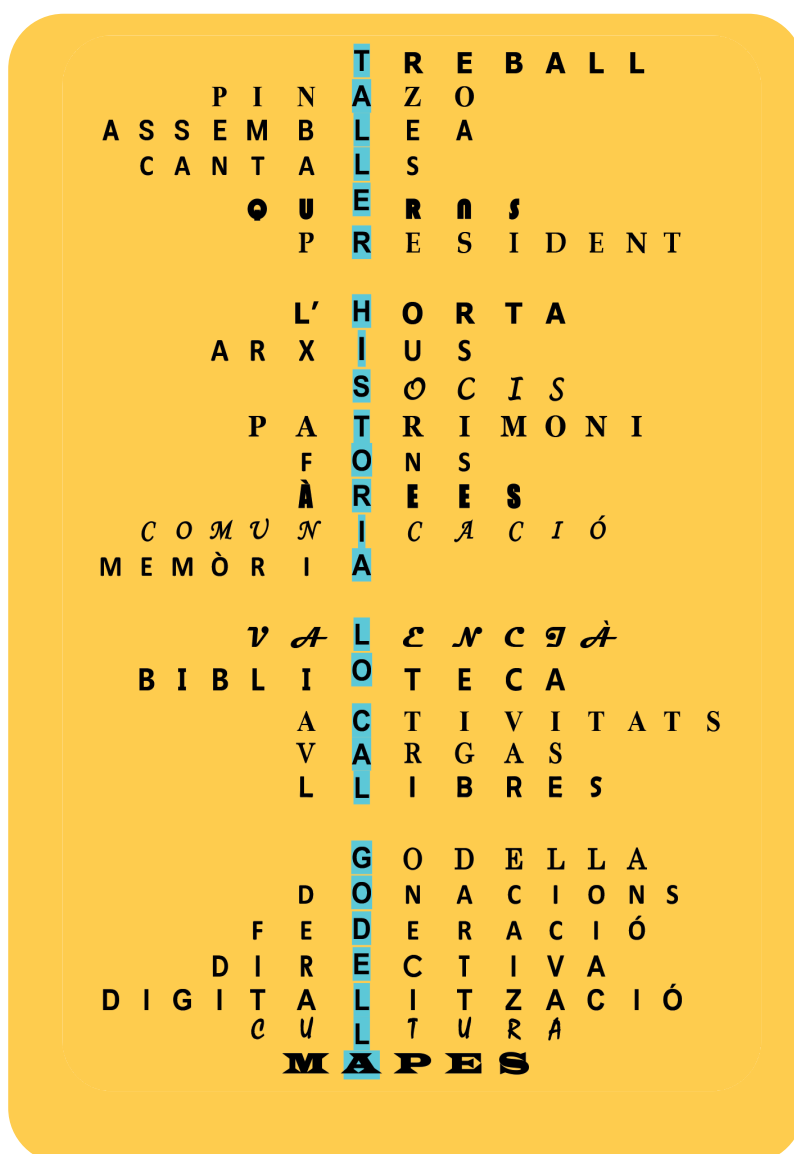 TREBALL
PINAZO
ASSEMBLEA
CANTALS
QUERNS
PRESIDENT
L'HORTA
ARXIUS
SOCIS
PATRIMONI
FONS
ÀREES
COMUNICACIÓ
MEMÒRIA
VALENCIÀ
BIBLIOTECA
ACTIVITATS
VARGAS
LLIBRES
GODELLA
DONACIONS
FEDERACIÓ
DIRECTIVA
DIGITALITZACIÓ
CULTURA
MAPES